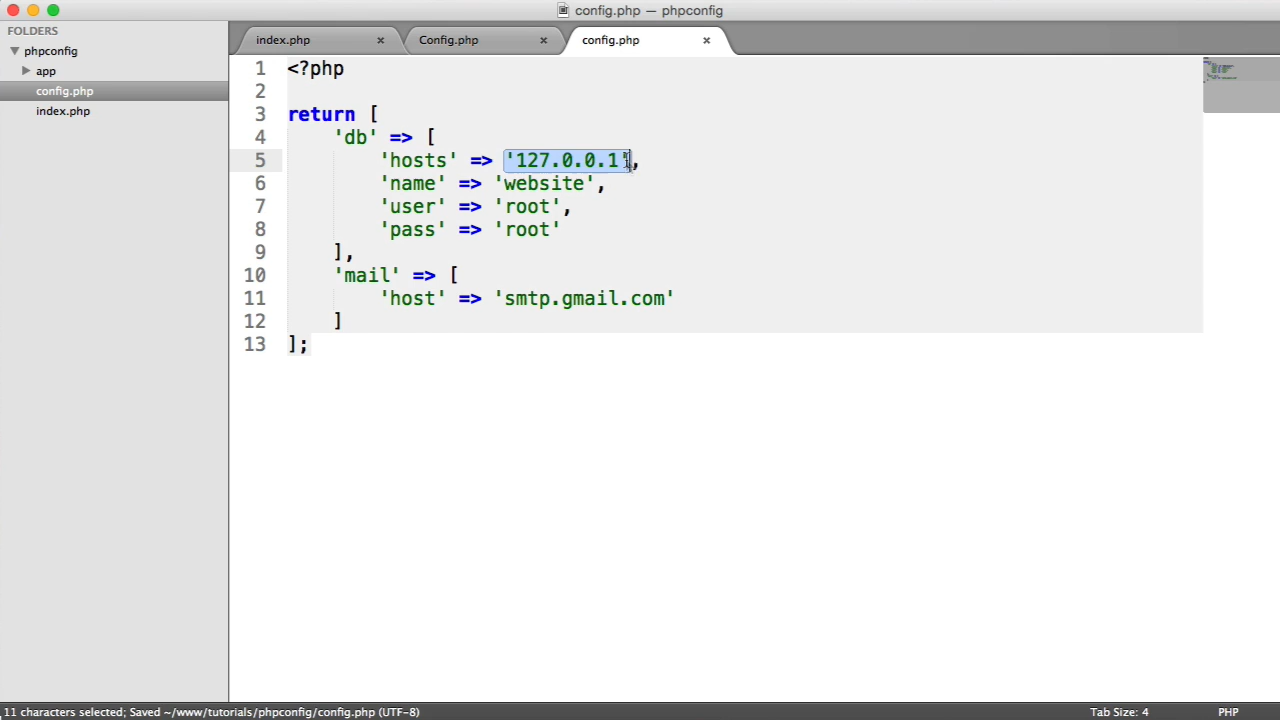 config.php — phpconfig
FOLDERS
phpconfig
app
config.php
index.php
index.php ×
Config.php ×
config.php ×
1 <?php
2
3 return [
4     'db' => [
5         'hosts' => '127.0.0.1',
6         'name' => 'website',
7         'user' => 'root',
8         'pass' => 'root'
9     ],
10     'mail' => [
11         'host' => 'smtp.gmail.com'
12     ]
13 ];
11 characters selected; Saved ~/www/tutorials/phpconfig/config.php (UTF-8)
Tab Size: 4
PHP